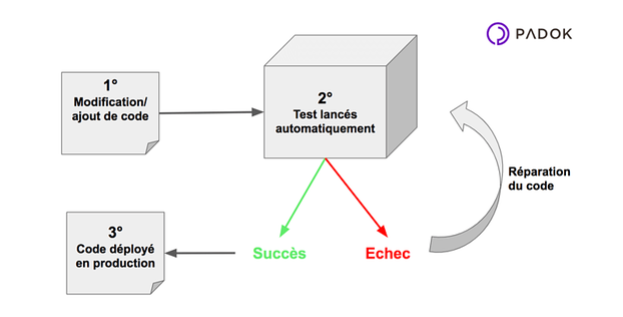 PADOK
1°
Modification/
ajout de code
2°
Test lancés
automatiquement
Réparation
du code
3°
Code déployé
en production
Succès
Echec